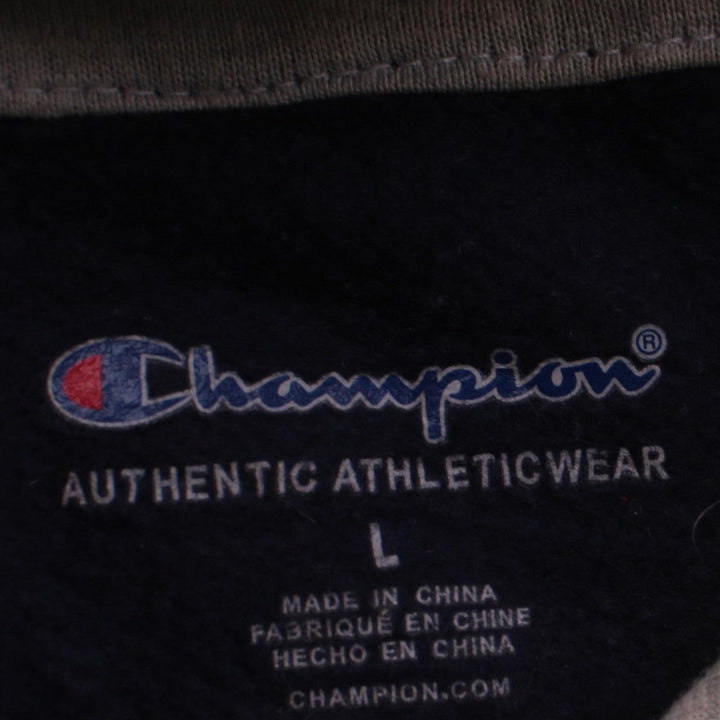 Champion®
AUTHENTIC ATHLETICWEAR
L
MADE IN CHINA
FABRIQUÉ EN CHINE
HECHO EN CHINA
CHAMPION.COM